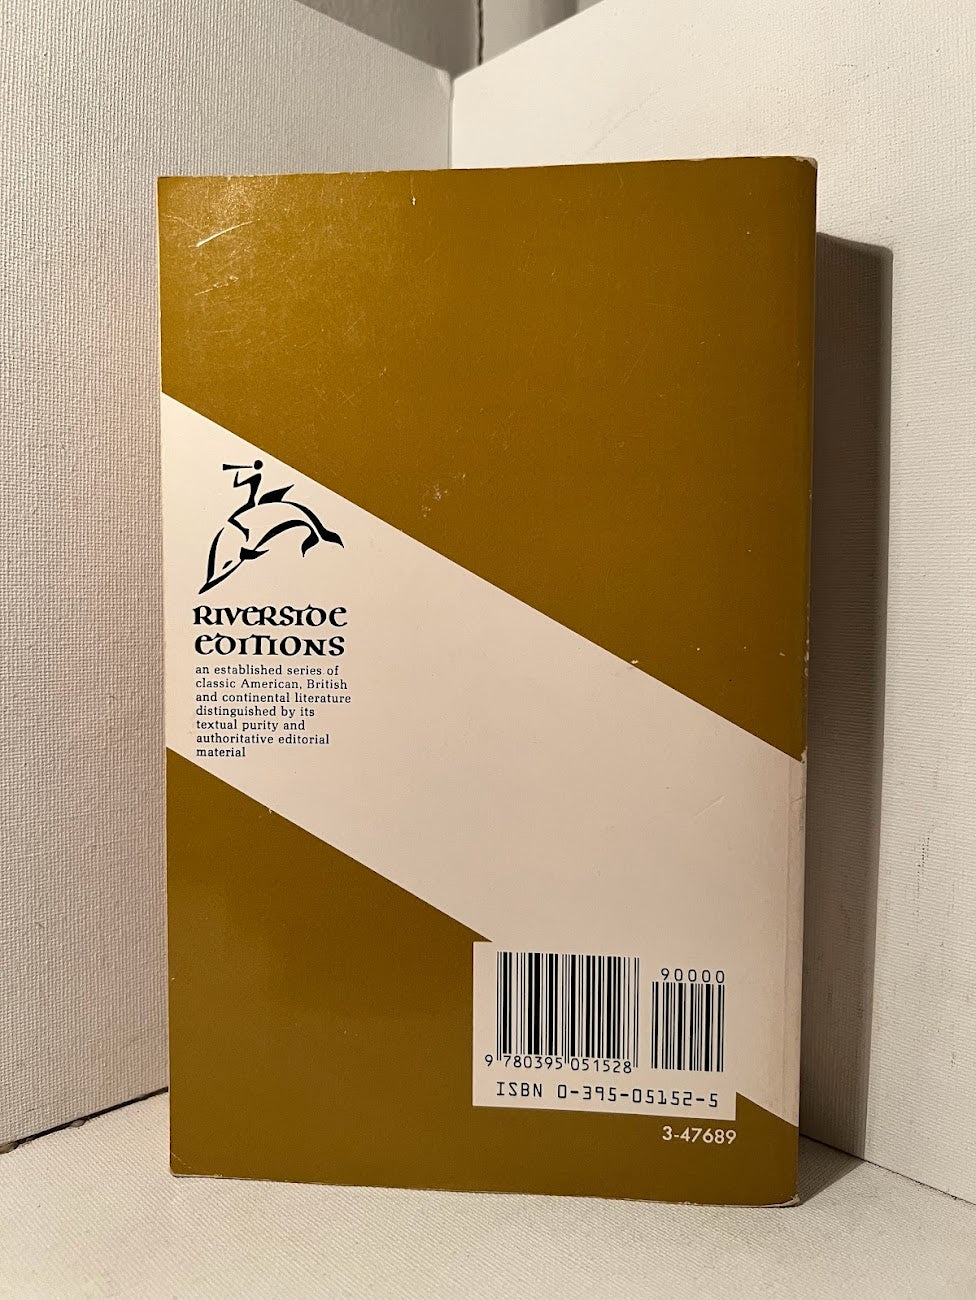 RIVERSIDE
EDITIONS
an established series of
classic American, British
and continental literature
distinguished by its
textual purity and
authoritative editorial
material
90000
9 780395 051528
ISBN 0-395-05152-5
3-47689